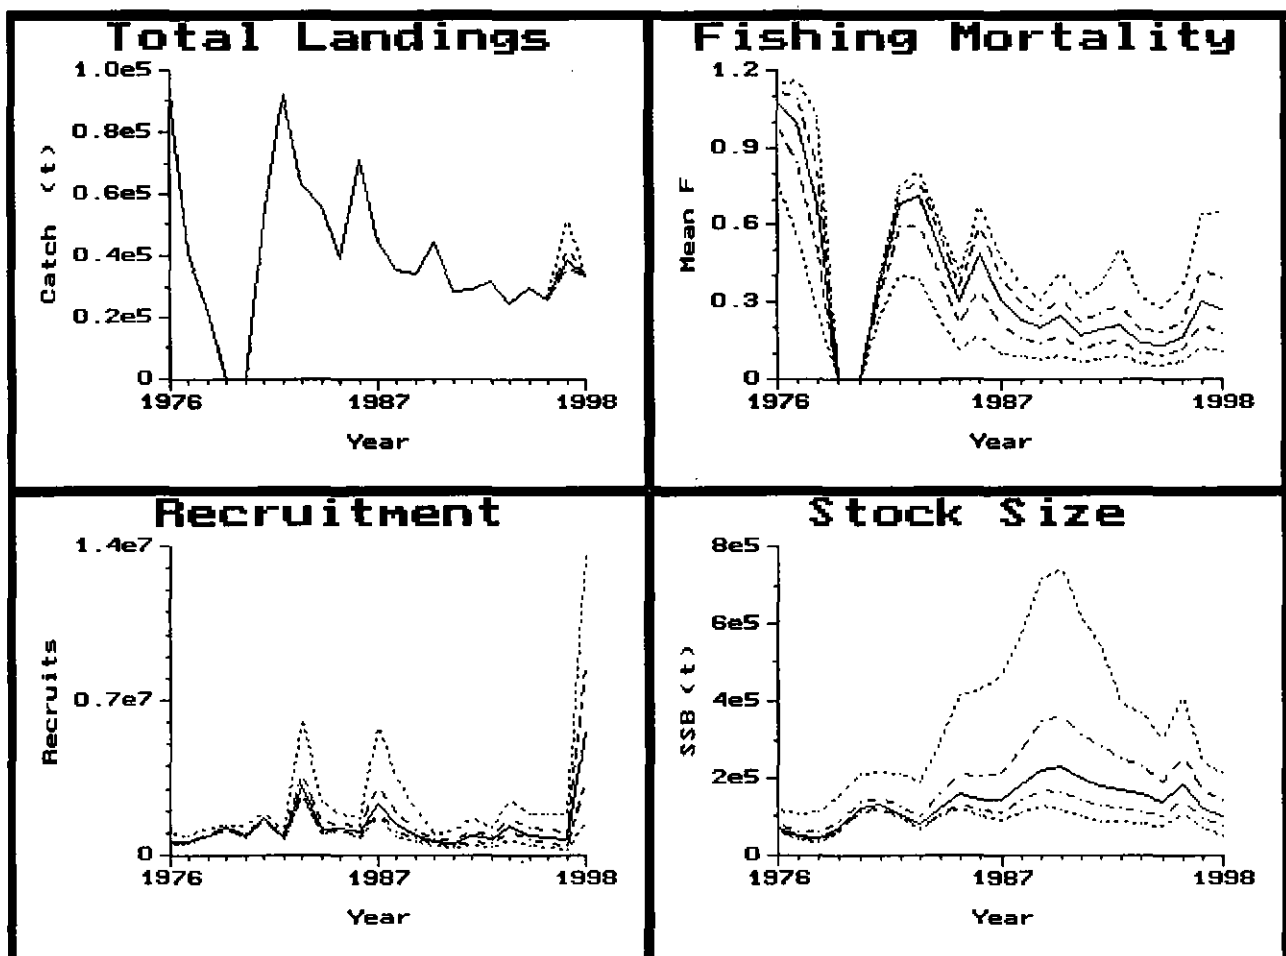 Total Landings
1.0e5
0.8e5
0.6e5
0.4e5
0.2e5
0
Catch (t)
1976
1987
1998
Year
Fishing Mortality
1.2
0.9
0.6
0.3
0
Mean F
1976
1987
1998
Year
Recruitment
1.4e7
0.7e7
0
Recruits
1976
1987
1998
Year
Stock Size
8e5
6e5
4e5
2e5
0
SSB (t)
1976
1987
1998
Year